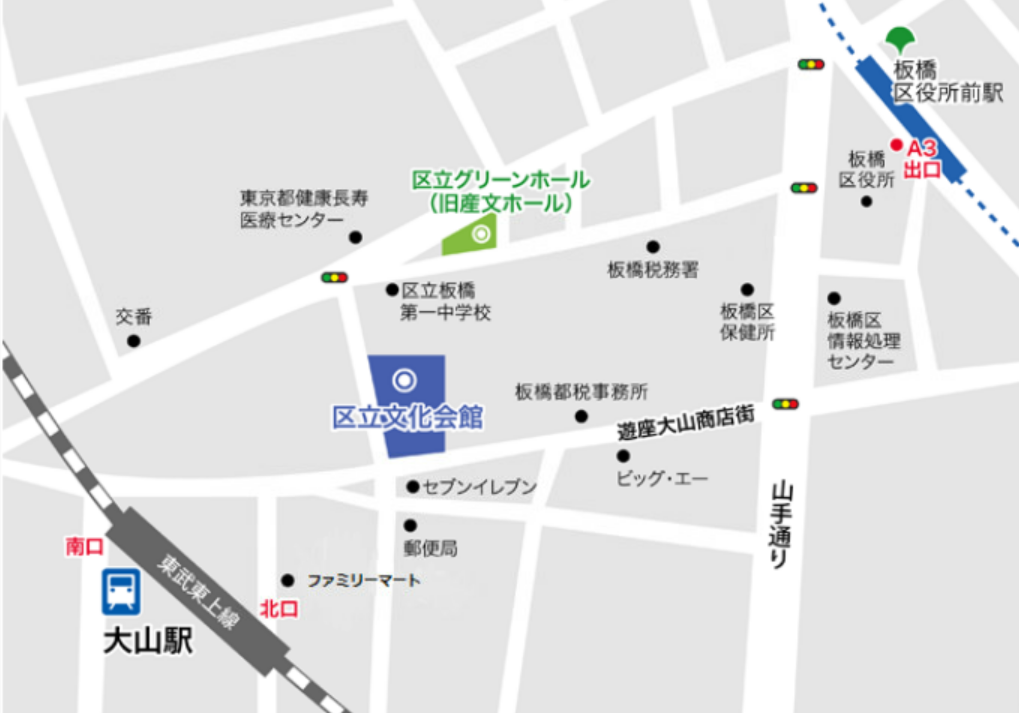 板橋
区役所前駅
A3
出口
板橋
区役所
区立グリーンホール
(旧産文ホール)
東京都健康長寿
医療センター
板橋税務署
区立板橋
第一中学校
板橋区
保健所
板橋区
情報処理
センター
交番
区立文化会館
板橋都税事務所
遊座大山商店街
ビッグ・エー
セブンイレブン
山手通り
郵便局
南口
東武東上線
ファミリーマート
北口
大山駅